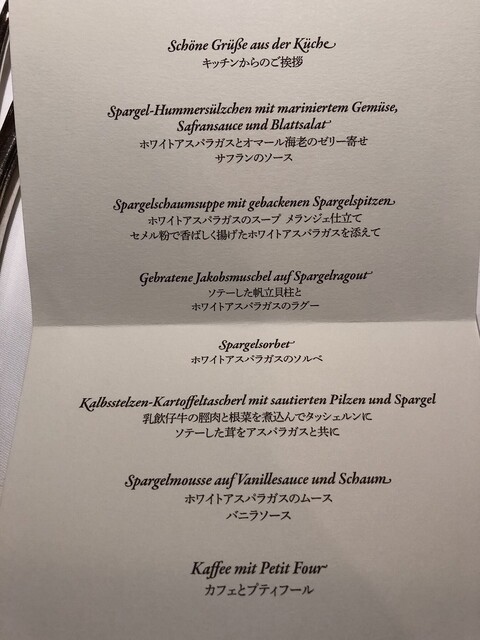 Schöne Grüße aus der Küche
キッチンからのご挨拶
Spargel-Hummersülzchen mit mariniertem Gemüse,
Safransauce und Blattsalat
ホワイトアスパラガスとオマール海老のゼリー寄せ
サフランのソース
Spargelschaumsuppe mit gebackenen Spargelspitzen
ホワイトアスパラガスのスープ メランジェ仕立て
セメル粉で香ばしく揚げたホワイトアスパラガスを添えて
Gebratene Jakobsmuschel auf Spargelragout
ソテーした帆立貝柱と
ホワイトアスパラガスのラグー
Spargelsorbet
ホワイトアスパラガスのソルベ
Kalbsstelzen-Kartoffeltascherl mit sautierten Pilzen und Spargel
乳飲仔牛の脛肉と根菜を煮込んでタッシェルンに
ソテーした茸をアスパラガスと共に
Spargelmousse auf Vanillesauce und Schaum
ホワイトアスパラガスのムース
バニラソース
Kaffee mit Petit Four
カフェとプティフール